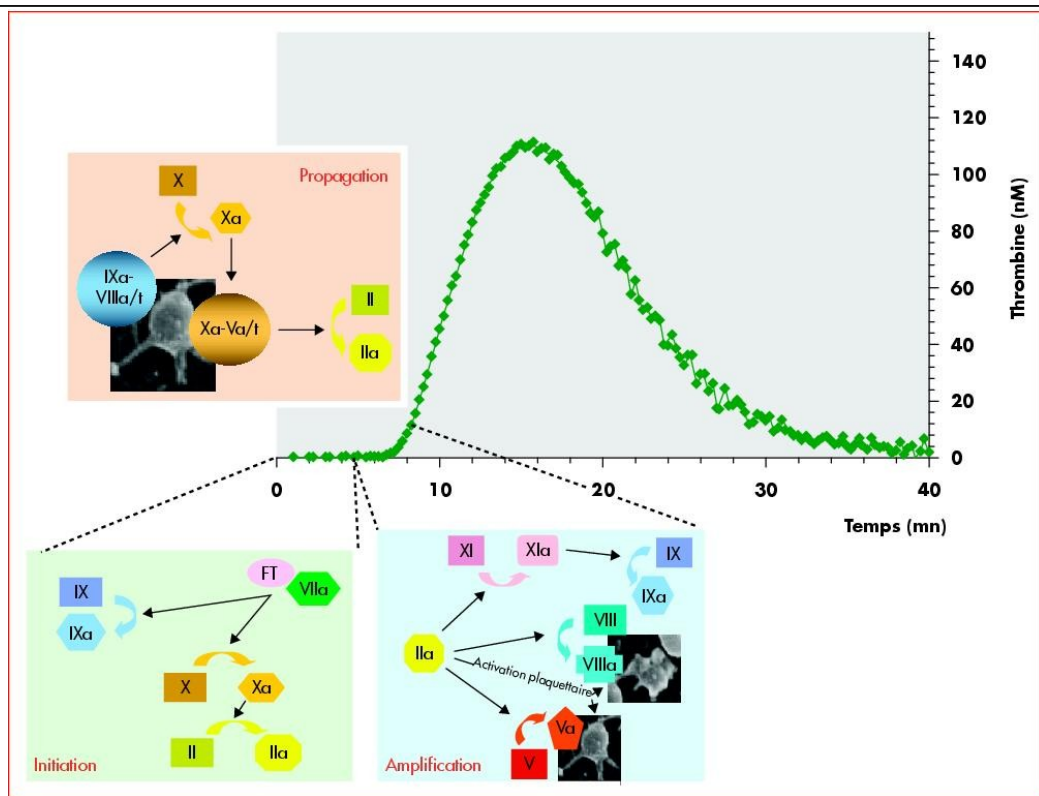 140
120
100
80
60
40
20
0
Thrombine (nM)
0
10
20
30
40
Temps (mn)
Propagation
X
Xa
IXa-
VIIIa/t
Xa-Va/t
II
IIa
Initiation
FT
VIIa
IX
IXa
X
Xa
II
IIa
Amplification
XI
XIa
IX
IXa
IIa
VIII
VIIIa
Activation plaquettaire
Va
V